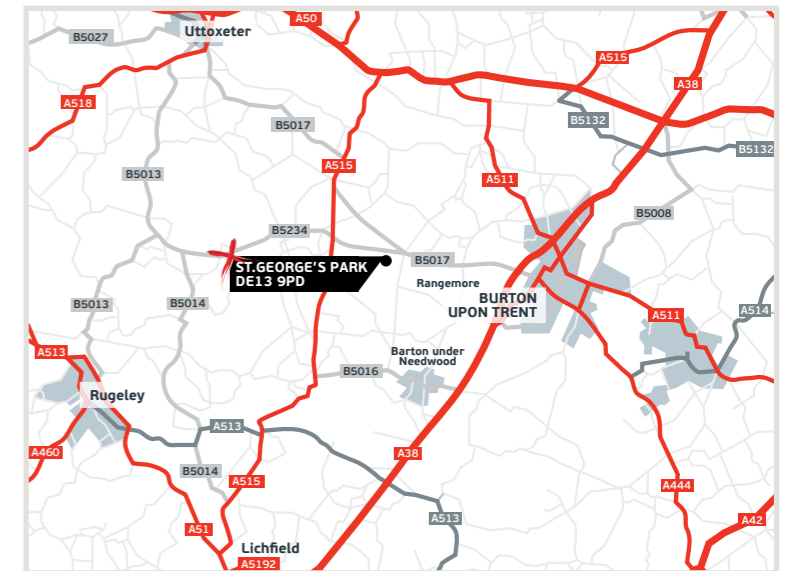 A50
Uttoxeter
B5027
A515
A38
A518
B5017
B5132
B5132
A515
B5013
A511
B5008
B5234
ST.GEORGE'S PARK
DE13 9PD
B5017
Rangemore
BURTON
UPON TRENT
B5013
B5014
A514
A511
A513
Barton under
Needwood
B5016
Rugeley
A513
A460
A38
B5014
A515
A444
A51
A513
A42
Lichfield
A5192